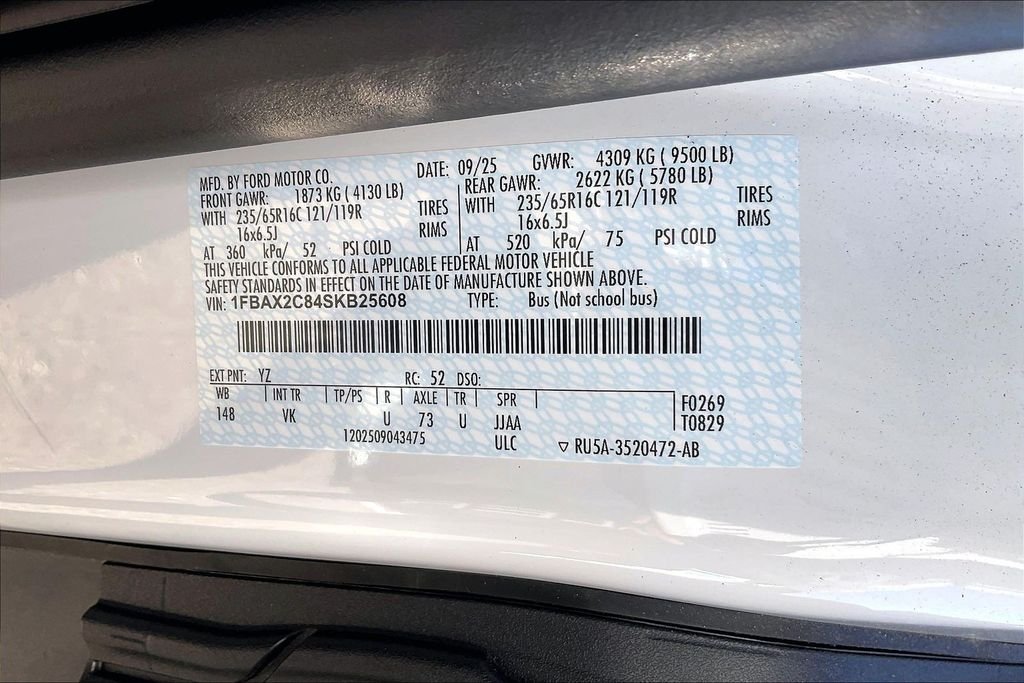 MFD. BY FORD MOTOR CO. DATE: 09/25 GVWR: 4309 KG ( 9500 LB)
FRONT GAWR: 1873 KG ( 4130 LB) REAR GAWR: 2622 KG ( 5780 LB)
WITH 235/65R16C 121/119R TIRES WITH 235/65R16C 121/119R TIRES
16x6.5J RIMS 16x6.5J RIMS
AT 360 kPa/ 52 PSI COLD AT 520 kPa/ 75 PSI COLD
THIS VEHICLE CONFORMS TO ALL APPLICABLE FEDERAL MOTOR VEHICLE
SAFETY STANDARDS IN EFFECT ON THE DATE OF MANUFACTURE SHOWN ABOVE.
VIN: 1FBAX2C84SKB25608 TYPE: Bus (Not school bus)
EXT PNT: YZ RC: 52 DSO:
WB INT TR TP/PS R AXLE TR SPR F0269
148 VK U 73 U JJAA T0829
1202509043475 ULC ▽ RU5A-3520472-AB